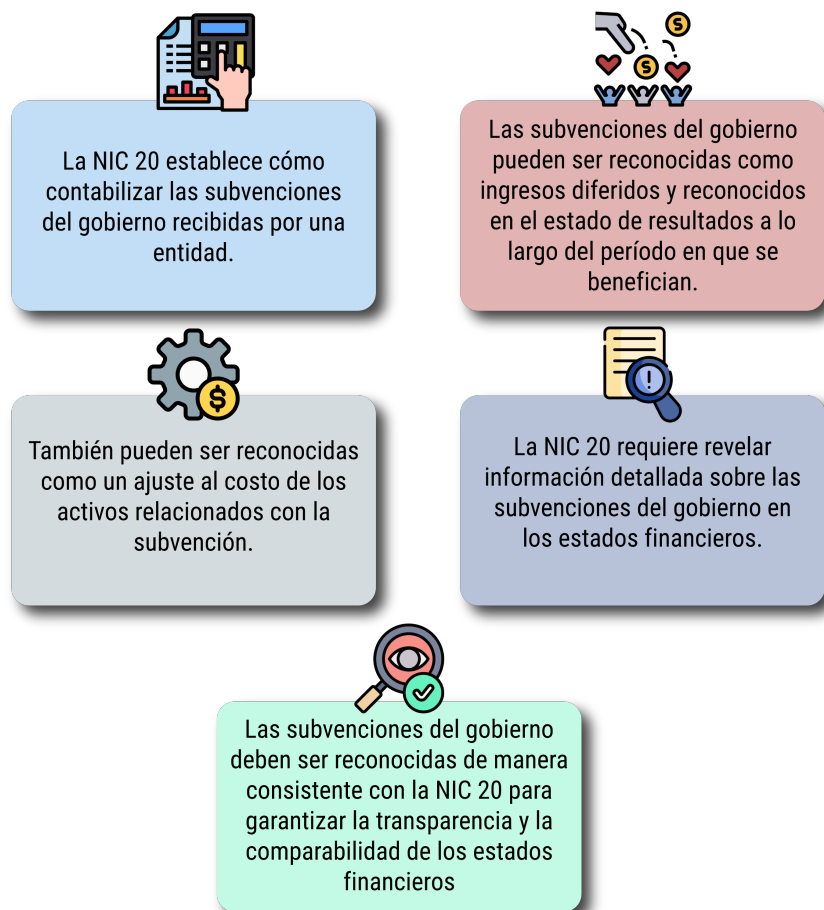 La NIC 20 establece cómo
contabilizar las subvenciones
del gobierno recibidas por una
entidad.
Las subvenciones del gobierno
pueden ser reconocidas como
ingresos diferidos y reconocidos
en el estado de resultados a lo
largo del período en que se
benefician.
También pueden ser reconocidas
como un ajuste al costo de los
activos relacionados con la
subvención.
La NIC 20 requiere revelar
información detallada sobre las
subvenciones del gobierno en
los estados financieros.
Las subvenciones del gobierno
deben ser reconocidas de manera
consistente con la NIC 20 para
garantizar la transparencia y la
comparabilidad de los estados
financieros